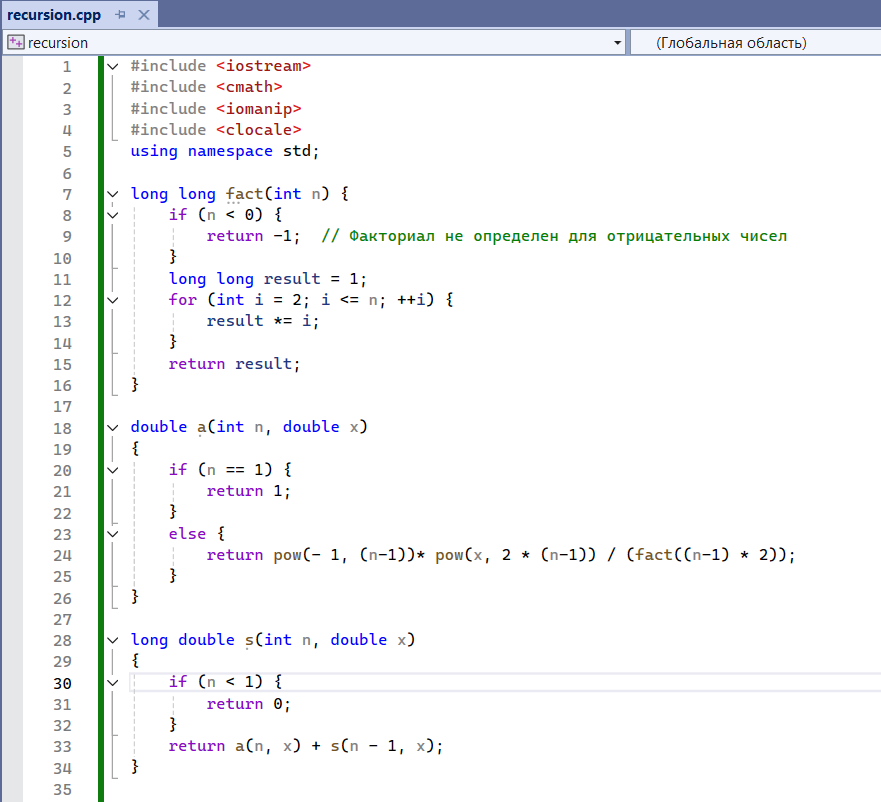 recursion.cpp
recursion (Глобальная область)
1 #include <iostream>
2 #include <cmath>
3 #include <iomanip>
4 #include <clocale>
5 using namespace std;
6
7 long long fact(int n) {
8 if (n < 0) {
9 return -1; // Факториал не определен для отрицательных чисел
10 }
11 long long result = 1;
12 for (int i = 2; i <= n; ++i) {
13 result *= i;
14 }
15 return result;
16 }
17
18 double a(int n, double x)
19 {
20 if (n == 1) {
21 return 1;
22 }
23 else {
24 return pow(- 1, (n-1))* pow(x, 2 * (n-1)) / (fact((n-1) * 2));
25 }
26 }
27
28 long double s(int n, double x)
29 {
30 if (n < 1) {
31 return 0;
32 }
33 return a(n, x) + s(n - 1, x);
34 }
35